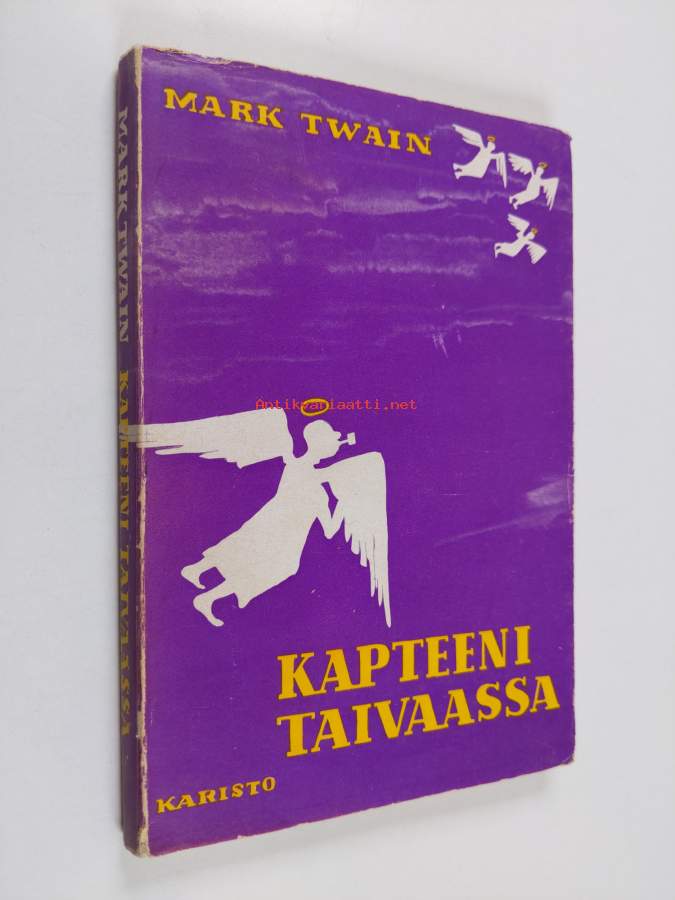 MARK TWAIN
KAPTEENI
TAIVAASSA
KARISTO
MARK TWAIN KAPTEENI TAIVAASSA
Antikvariaatti.net